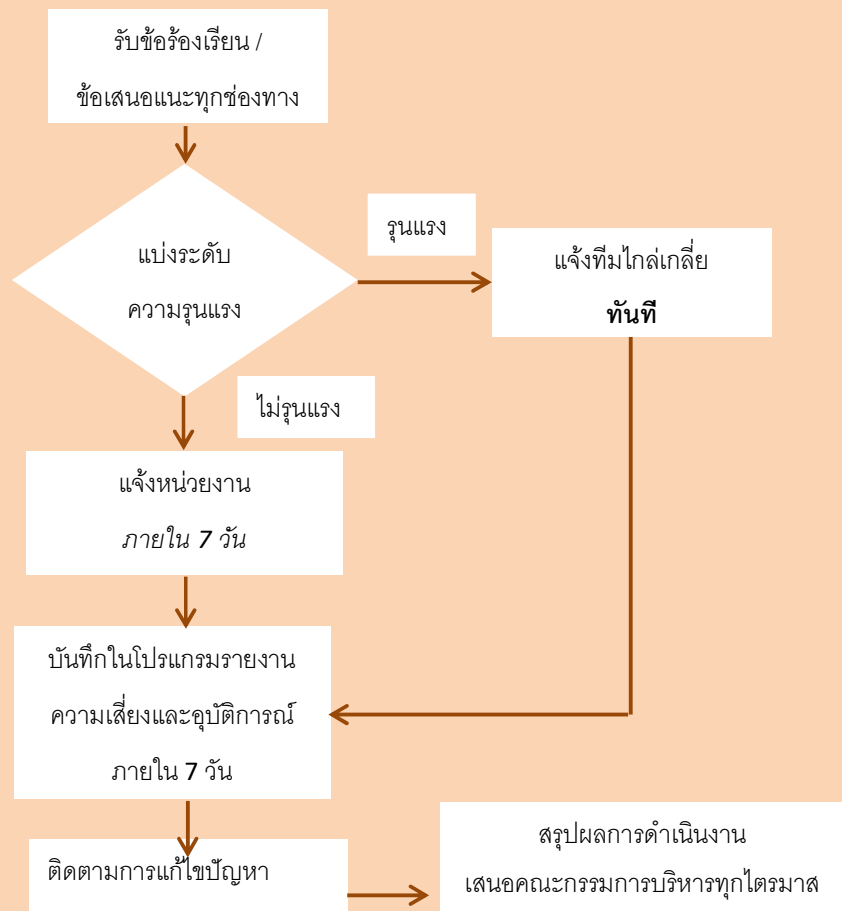 รับข้อร้องเรียน /
ข้อเสนอแนะทุกช่องทาง
แบ่งระดับ
ความรุนแรง
รุนแรง
แจ้งทีมไกล่เกลี่ย
ทันที
ไม่รุนแรง
แจ้งหน่วยงาน
ภายใน 7 วัน
บันทึกในโปรแกรมรายงาน
ความเสี่ยงและอุบัติการณ์
ภายใน 7 วัน
ติดตามการแก้ไขปัญหา
สรุปผลการดำเนินงาน
เสนอคณะกรรมการบริหารทุกไตรมาส